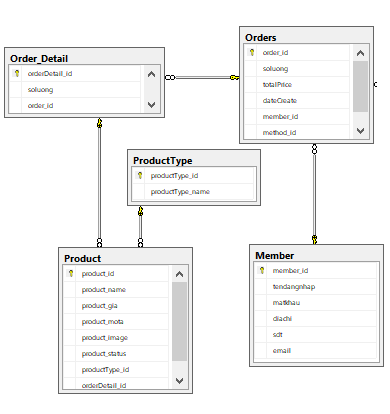 Order_Detail
orderDetail_id
soluong
order_id
Orders
order_id
soluong
totalPrice
dateCreate
member_id
method_id
ProductType
productType_id
productType_name
Product
product_id
product_name
product_gia
product_mota
product_image
product_status
productType_id
orderDetail_id
Member
member_id
tendangnhap
matkhau
diachi
sdt
email